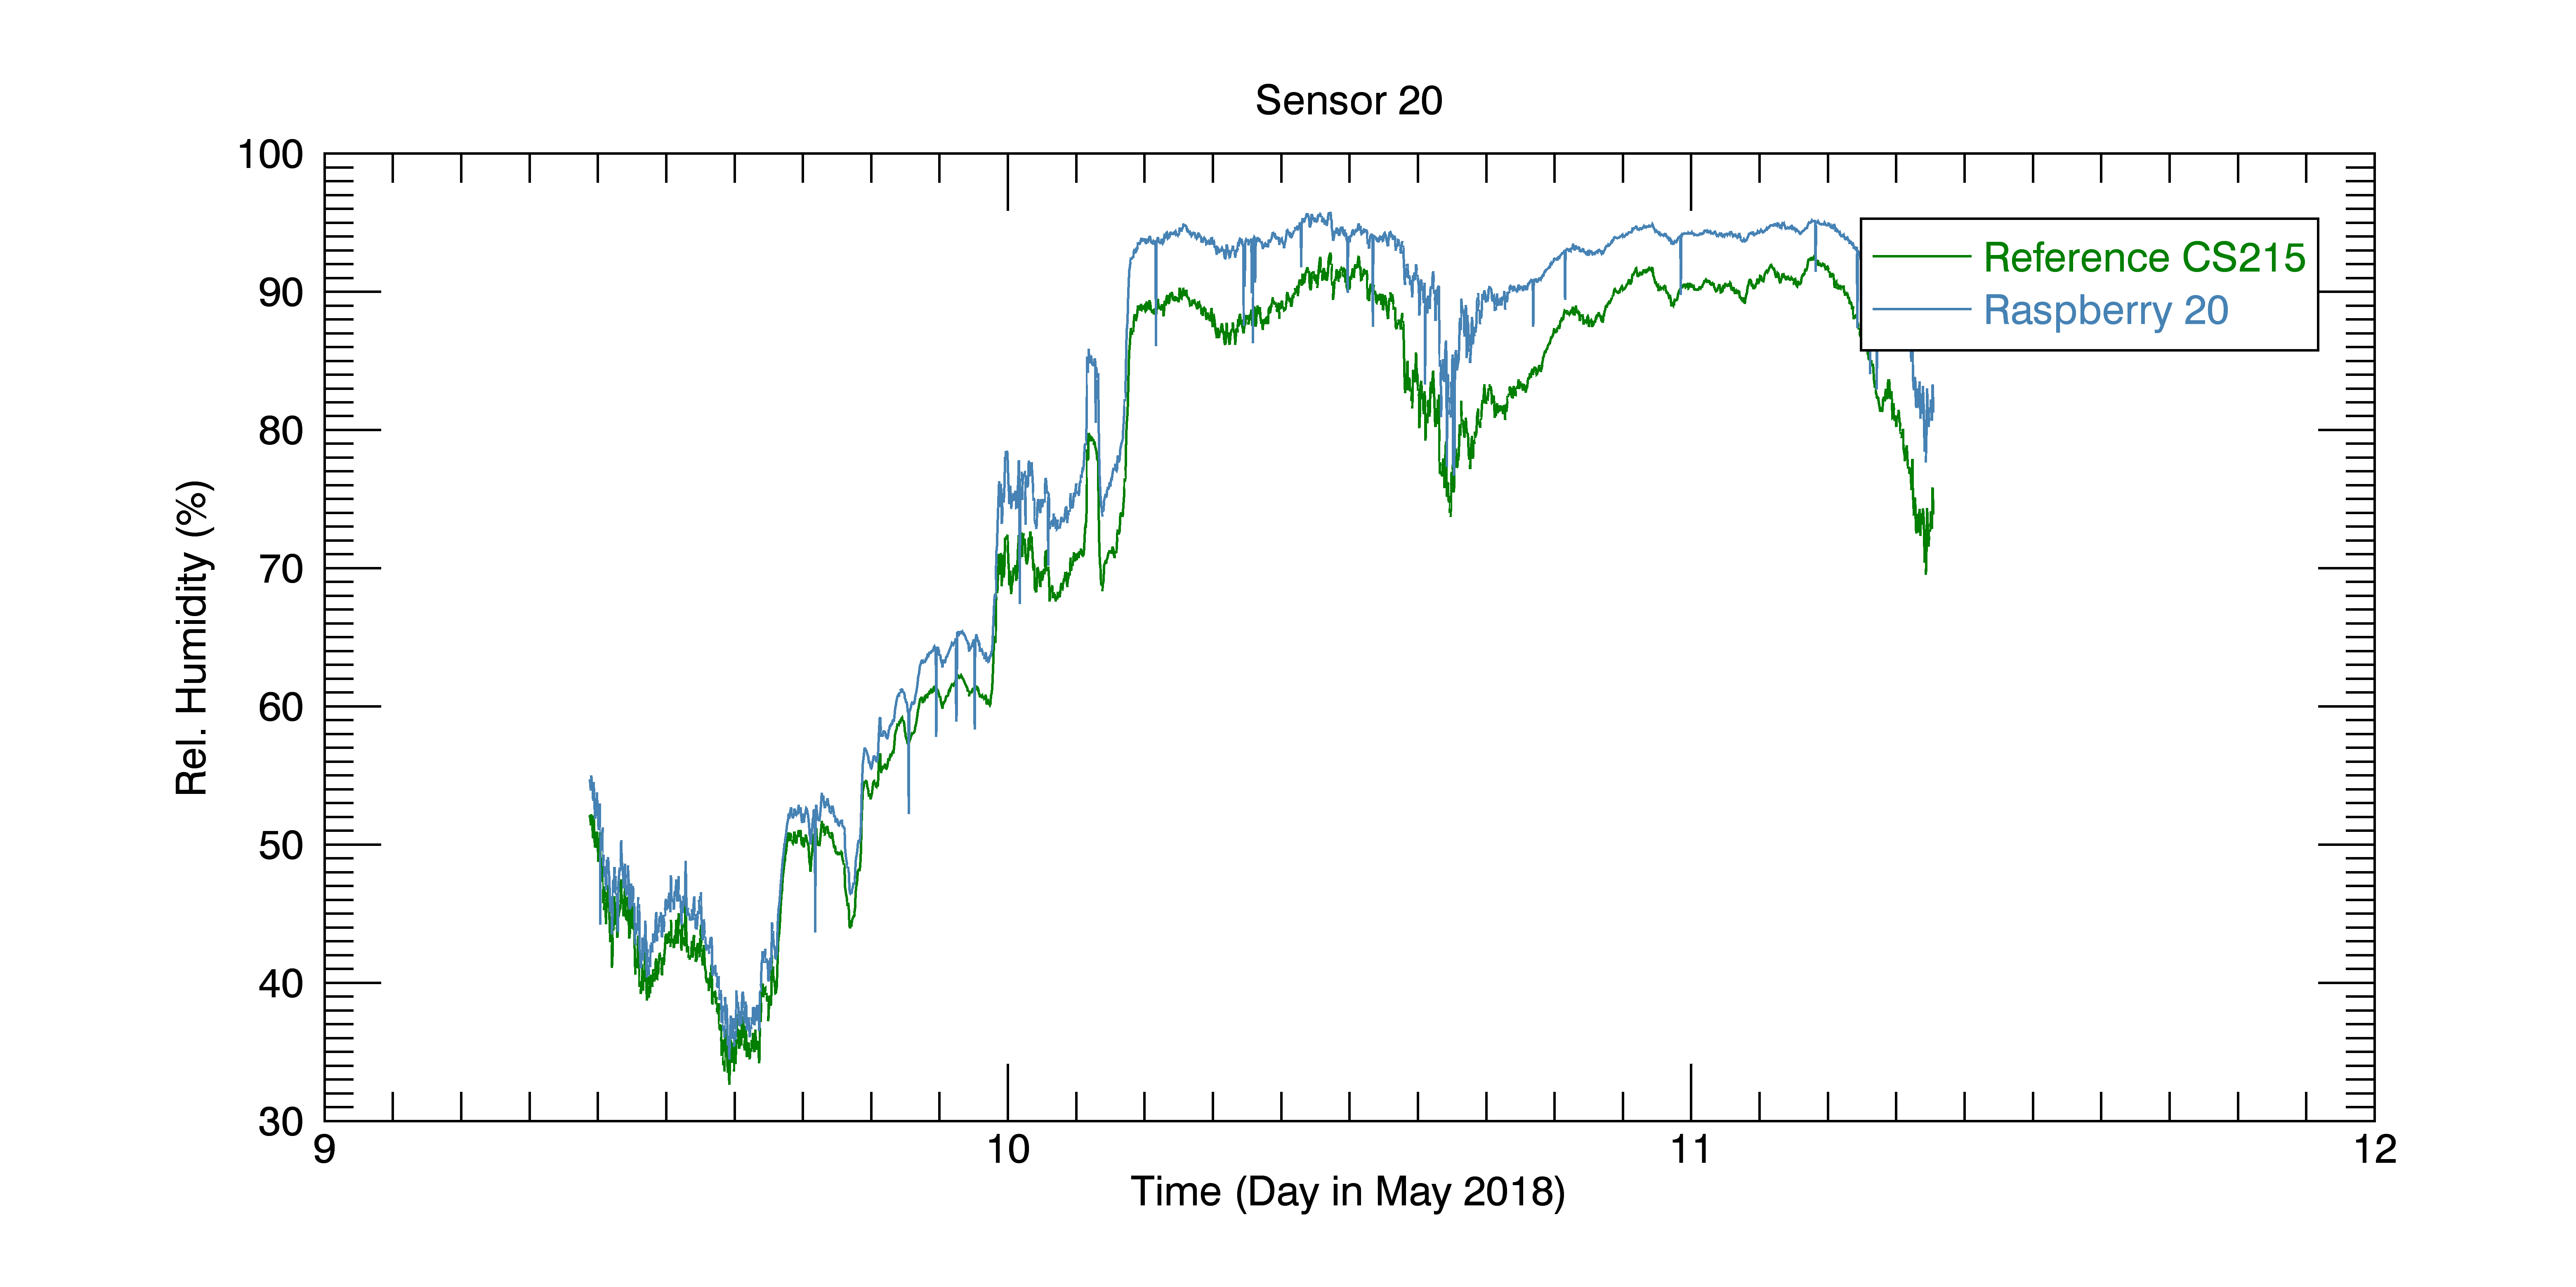 Sensor 20
100
90
80
70
60
50
40
30
Rel. Humidity (%)
Reference CS215
Raspberry 20
9
10
11
12
Time (Day in May 2018)